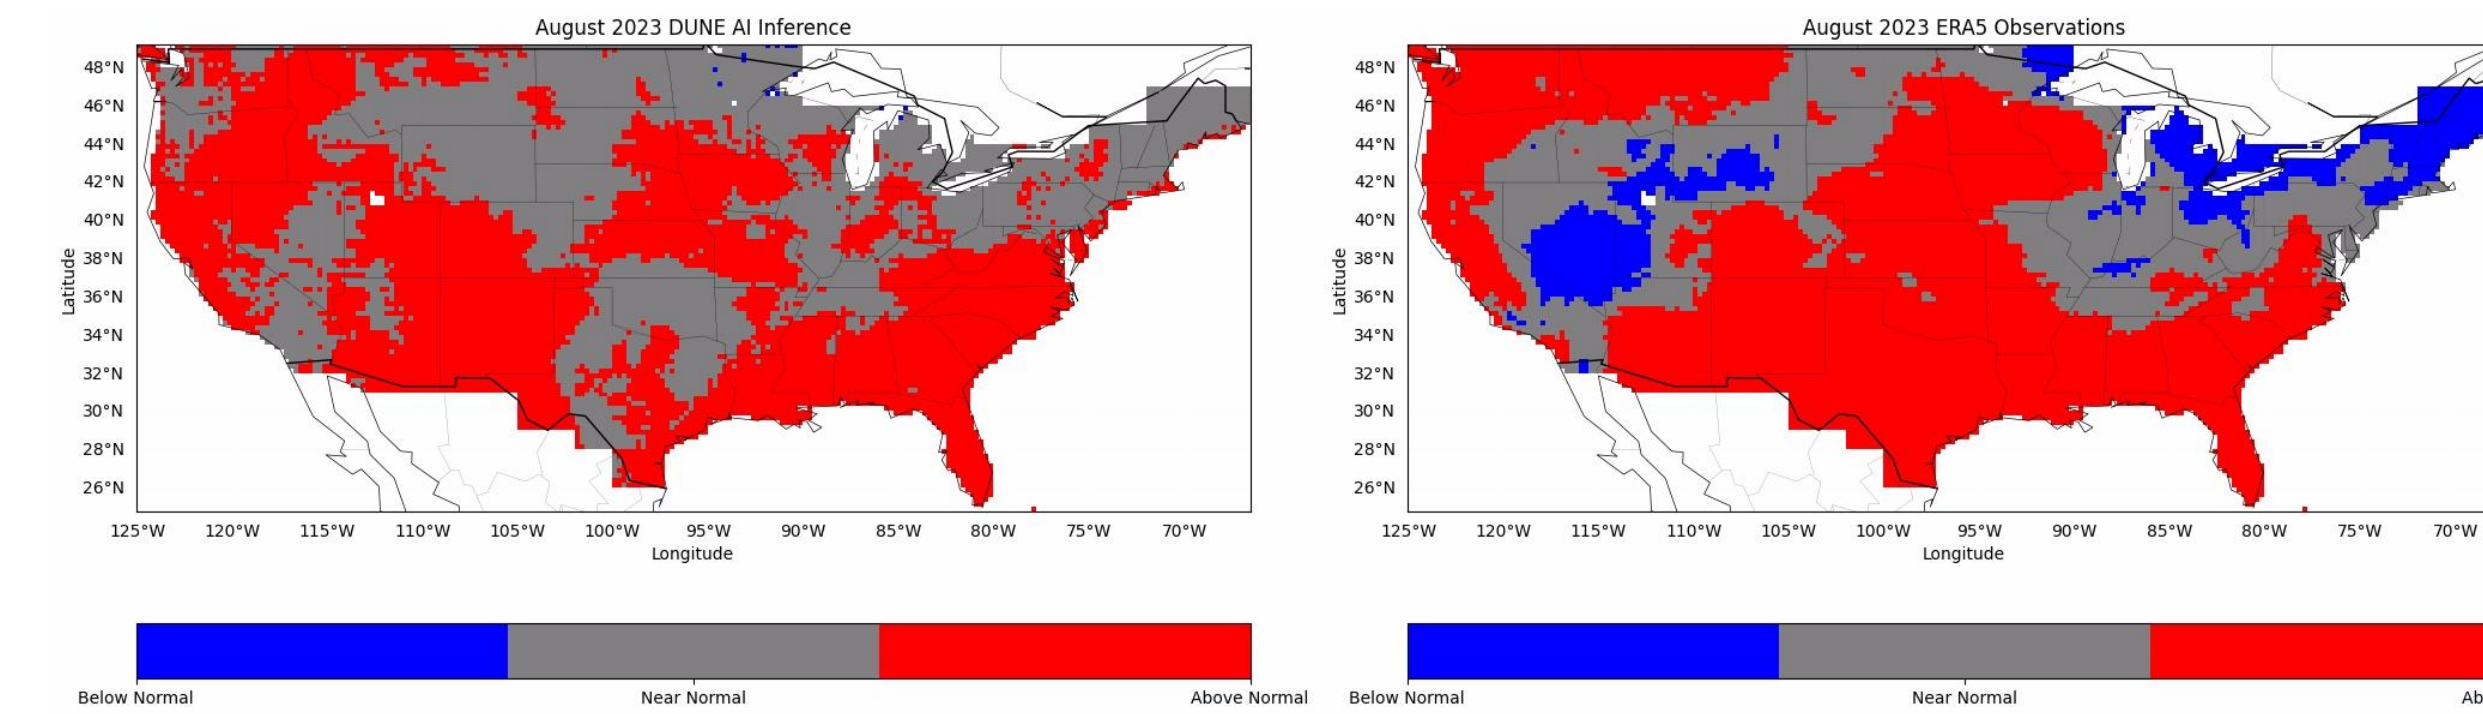 August 2023 DUNE AI Inference
48°N
46°N
44°N
42°N
40°N
38°N
36°N
34°N
32°N
30°N
28°N
26°N
Latitude
125°W 120°W 115°W 110°W 105°W 100°W 95°W 90°W 85°W 80°W 75°W 70°W
Longitude
Below Normal Near Normal Above Normal
August 2023 ERA5 Observations
48°N
46°N
44°N
42°N
40°N
38°N
36°N
34°N
32°N
30°N
28°N
26°N
Latitude
125°W 120°W 115°W 110°W 105°W 100°W 95°W 90°W 85°W 80°W 75°W 70°W
Longitude
Below Normal Near Normal Ab